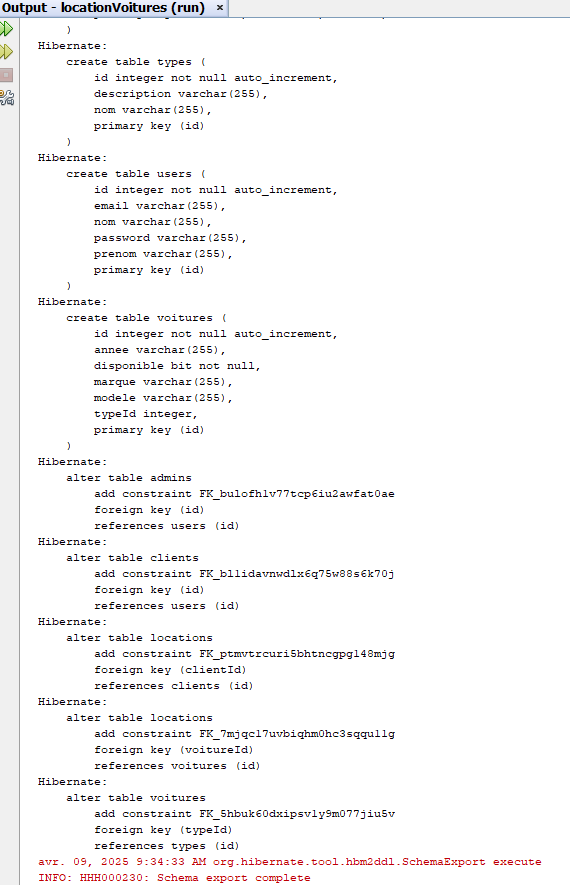 Output - locationVoitures (run) ×
)
Hibernate:
create table types (
id integer not null auto_increment,
description varchar(255),
nom varchar(255),
primary key (id)
)
Hibernate:
create table users (
id integer not null auto_increment,
email varchar(255),
nom varchar(255),
password varchar(255),
prenom varchar(255),
primary key (id)
)
Hibernate:
create table voitures (
id integer not null auto_increment,
annee varchar(255),
disponible bit not null,
marque varchar(255),
modele varchar(255),
typeId integer,
primary key (id)
)
Hibernate:
alter table admins
add constraint FK_bulofh1v77tcp6iu2awfat0ae
foreign key (id)
references users (id)
Hibernate:
alter table clients
add constraint FK_bl1idavnwdlx6q75w88s6k70j
foreign key (id)
references users (id)
Hibernate:
alter table locations
add constraint FK_ptmvtrcuri5bhtncgpgl48mjg
foreign key (clientId)
references clients (id)
Hibernate:
alter table locations
add constraint FK_7mjqcl7uvbiqhm0hc3sqqul1g
foreign key (voitureId)
references voitures (id)
Hibernate:
alter table voitures
add constraint FK_5hbuk60dxipsvly9m077jiu5v
foreign key (typeId)
references types (id)
avr. 09, 2025 9:34:33 AM org.hibernate.tool.hbm2ddl.SchemaExport execute
INFO: HHH000230: Schema export complete